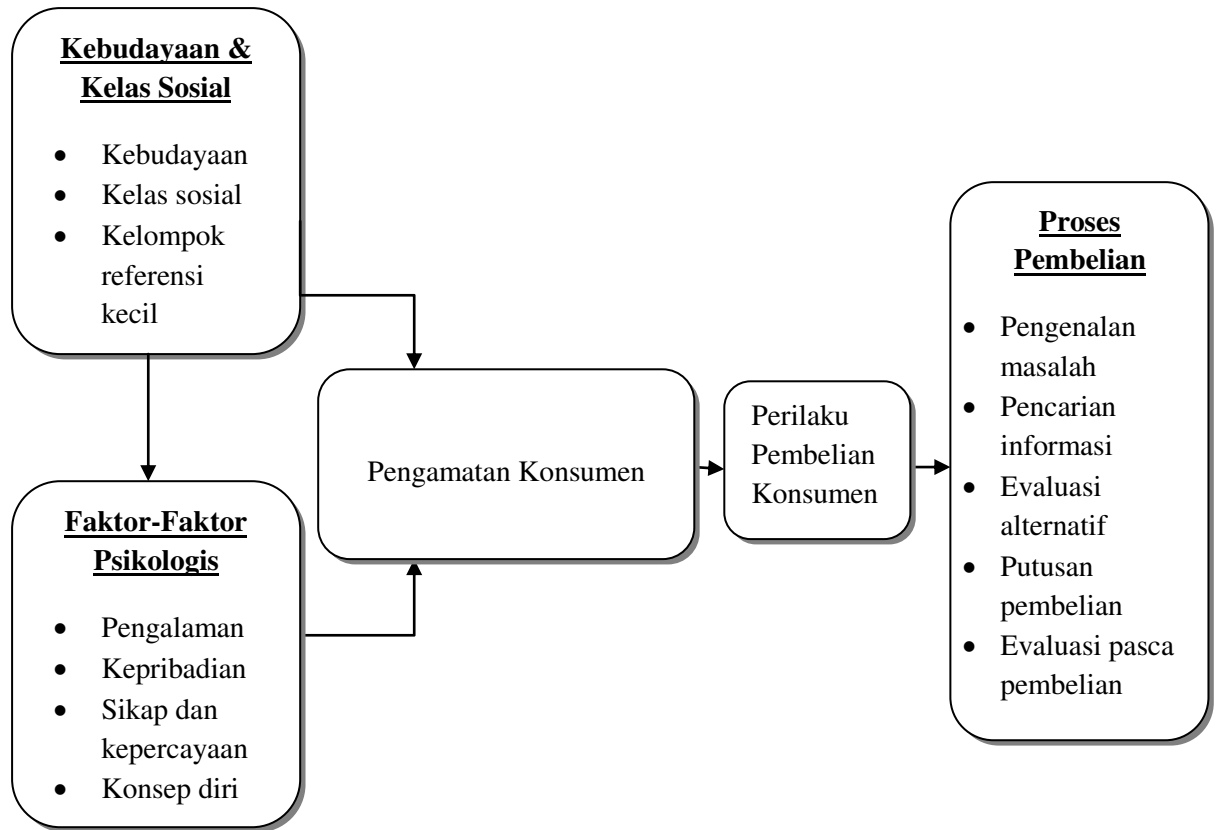 Kebudayaan &
Kelas Sosial
• Kebudayaan
• Kelas sosial
• Kelompok
referensi
kecil
Faktor-Faktor
Psikologis
• Pengalaman
• Kepribadian
• Sikap dan
kepercayaan
• Konsep diri
Pengamatan Konsumen
Perilaku
Pembelian
Konsumen
Proses
Pembelian
• Pengenalan
masalah
• Pencarian
informasi
• Evaluasi
alternatif
• Putusan
pembelian
• Evaluasi pasca
pembelian